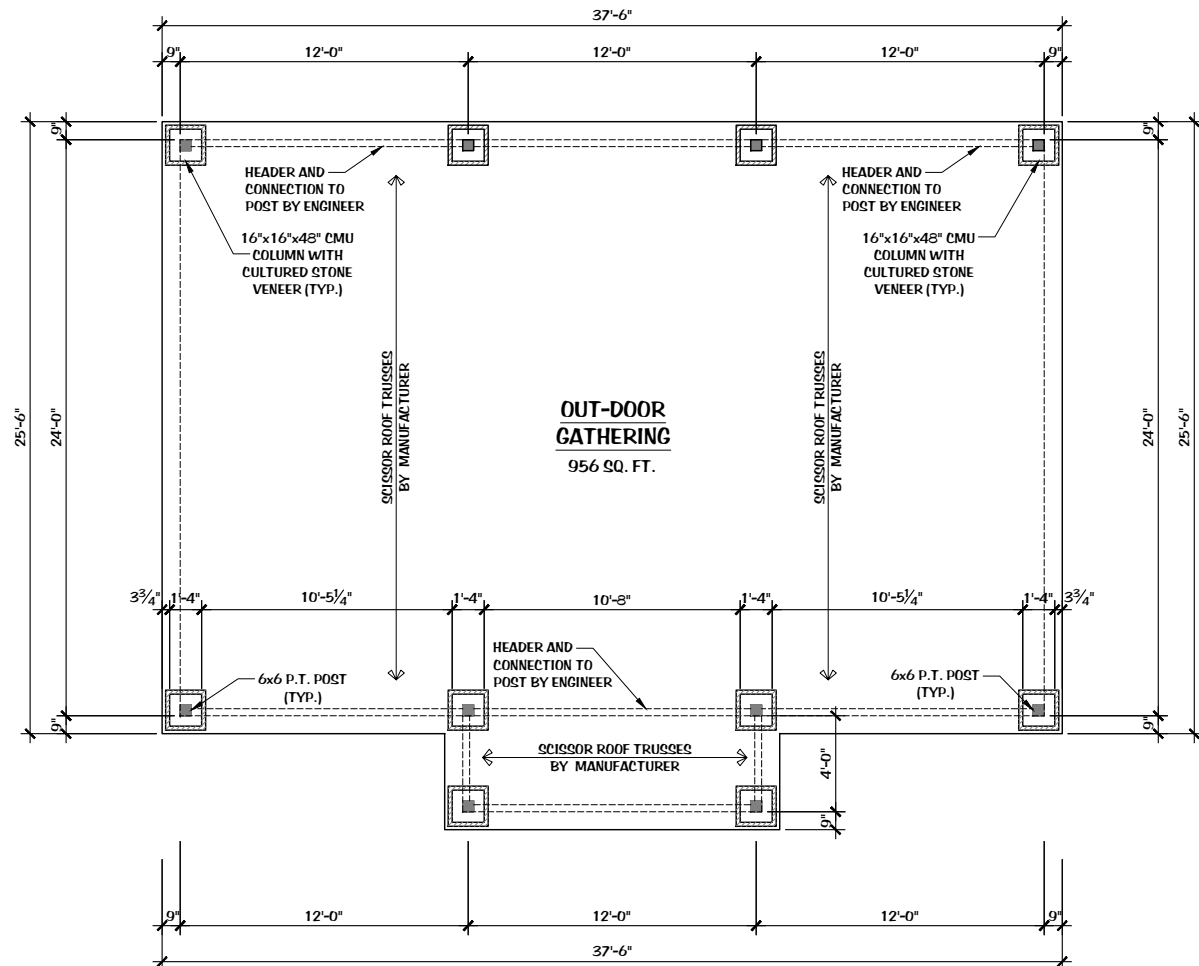 37'-6"
9" 12'-0" 12'-0" 12'-0" 9"
9" 9"
HEADER AND
CONNECTION TO
POST BY ENGINEER
HEADER AND
CONNECTION TO
POST BY ENGINEER
16"x16"x48" CMU
COLUMN WITH
CULTURED STONE
VENEER (TYP.)
16"x16"x48" CMU
COLUMN WITH
CULTURED STONE
VENEER (TYP.)
25'-6"
24'-0"
SCISSOR ROOF TRUSSES
BY MANUFACTURER
OUT-DOOR
GATHERING
956 SQ. FT.
SCISSOR ROOF TRUSSES
BY MANUFACTURER
24'-0"
25'-6"
3¾" 1'-4" 10'-5¼" 1'-4" 10'-8" 1'-4" 10'-5¼" 1'-4" 3¾"
HEADER AND
CONNECTION TO
POST BY ENGINEER
6x6 P.T. POST
(TYP.)
6x6 P.T. POST
(TYP.)
9" 9"
SCISSOR ROOF TRUSSES
BY MANUFACTURER
4'-0"
9"
9" 12'-0" 12'-0" 12'-0" 9"
37'-6"